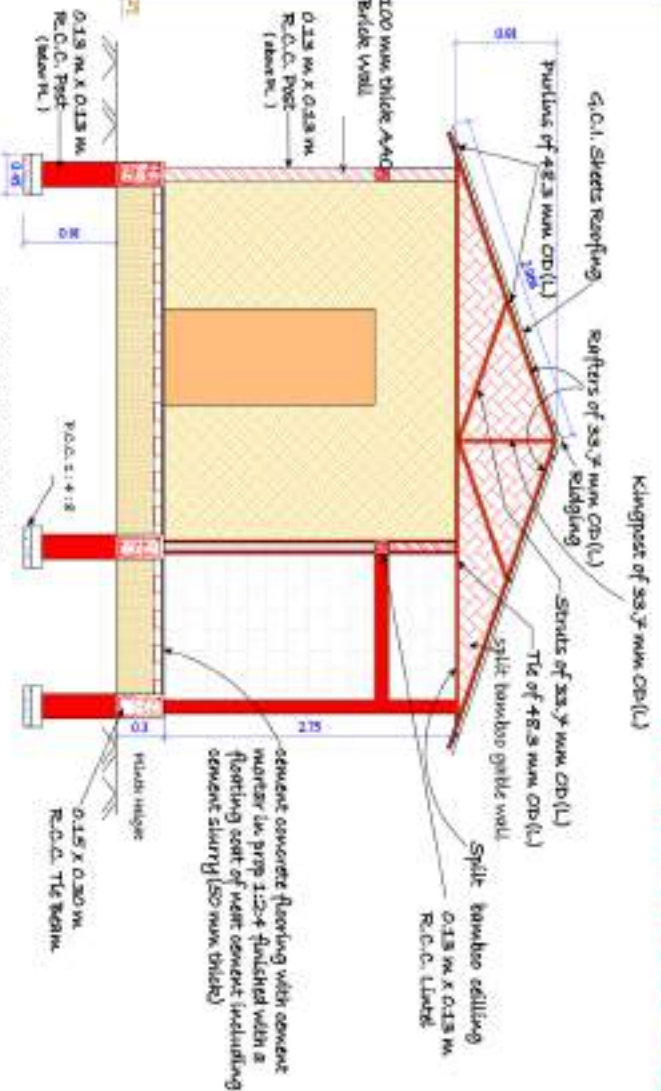 Kingpost of 33.7 mm OD(L)
G.C.I. Sheets Roofing
Rafters of 33.7 mm OD(L)
Ridging
Struts of 33.7 mm OD(L)
Purlins of 48.3 mm OD(L)
Tie of 48.3 mm OD(L)
split bamboo gable wall
0.91
Split bamboo ceilling
0.13 m x 0.13 m
R.C.C. Lintel
100 mm thick AAC
Brick Wall
0.13 m x 0.13 m
R.C.C. Post
(above PL)
2.75
cement concrete flooring with cement
mortar in prop 1:2:4 finished with a
floating coat of neat cement including
cement slurry (50 mm thick)
0.3
Plinth Height
0.13 m x 0.13 m
R.C.C. Post
(below PL)
0.45
P.C.C. 1:4:8
0.15 x 0.30 m
R.C.C. Tie Beam